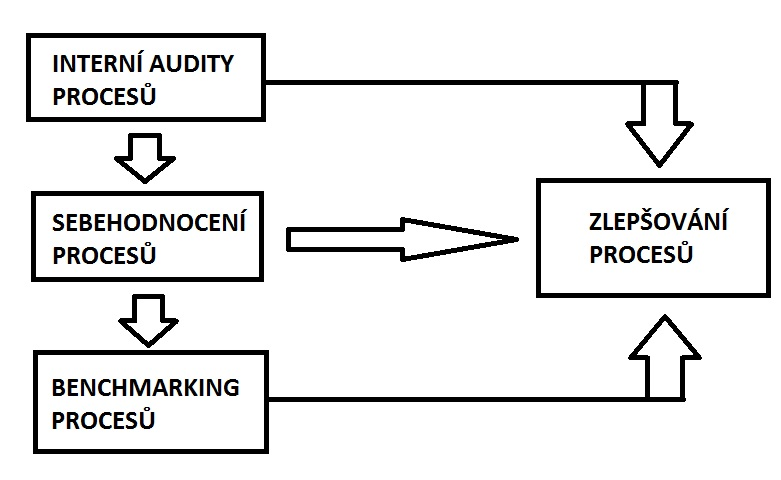 INTERNÍ AUDITY
PROCESŮ
SEBEHODNOCENÍ
PROCESŮ
ZLEPŠOVÁNÍ
PROCESŮ
BENCHMARKING
PROCESŮ